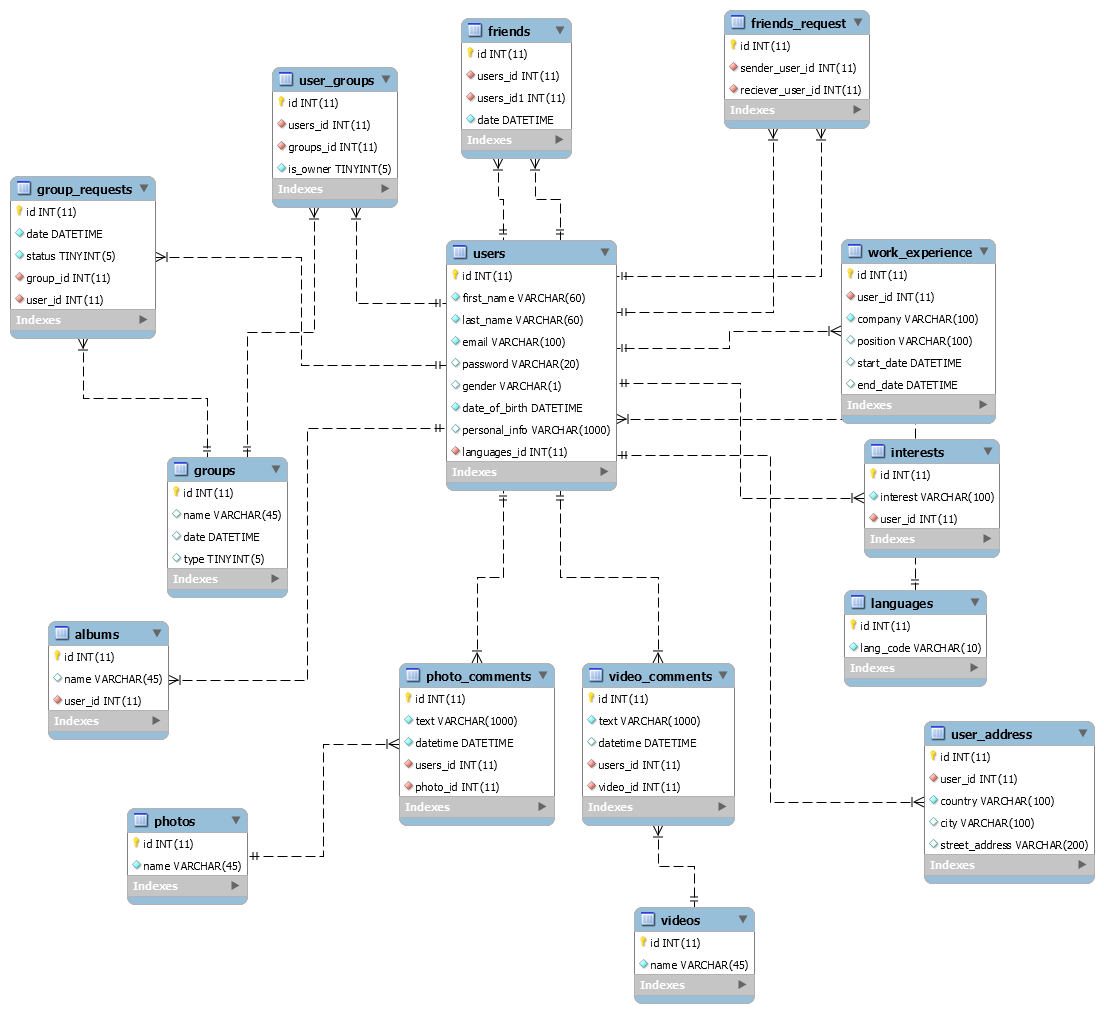 friends
id INT(11)
users_id INT(11)
users_id1 INT(11)
date DATETIME
Indexes
friends_request
id INT(11)
sender_user_id INT(11)
reciever_user_id INT(11)
Indexes
user_groups
id INT(11)
users_id INT(11)
groups_id INT(11)
is_owner TINYINT(5)
Indexes
group_requests
id INT(11)
date DATETIME
status TINYINT(5)
group_id INT(11)
user_id INT(11)
Indexes
users
id INT(11)
first_name VARCHAR(60)
last_name VARCHAR(60)
email VARCHAR(100)
password VARCHAR(20)
gender VARCHAR(1)
date_of_birth DATETIME
personal_info VARCHAR(1000)
languages_id INT(11)
Indexes
work_experience
id INT(11)
user_id INT(11)
company VARCHAR(100)
position VARCHAR(100)
start_date DATETIME
end_date DATETIME
Indexes
interests
id INT(11)
interest VARCHAR(100)
user_id INT(11)
Indexes
groups
id INT(11)
name VARCHAR(45)
date DATETIME
type TINYINT(5)
Indexes
languages
id INT(11)
lang_code VARCHAR(10)
Indexes
albums
id INT(11)
name VARCHAR(45)
user_id INT(11)
Indexes
photo_comments
id INT(11)
text VARCHAR(1000)
datetime DATETIME
users_id INT(11)
photo_id INT(11)
Indexes
video_comments
id INT(11)
text VARCHAR(1000)
datetime DATETIME
users_id INT(11)
video_id INT(11)
Indexes
user_address
id INT(11)
user_id INT(11)
country VARCHAR(100)
city VARCHAR(100)
street_address VARCHAR(200)
Indexes
photos
id INT(11)
name VARCHAR(45)
Indexes
videos
id INT(11)
name VARCHAR(45)
Indexes